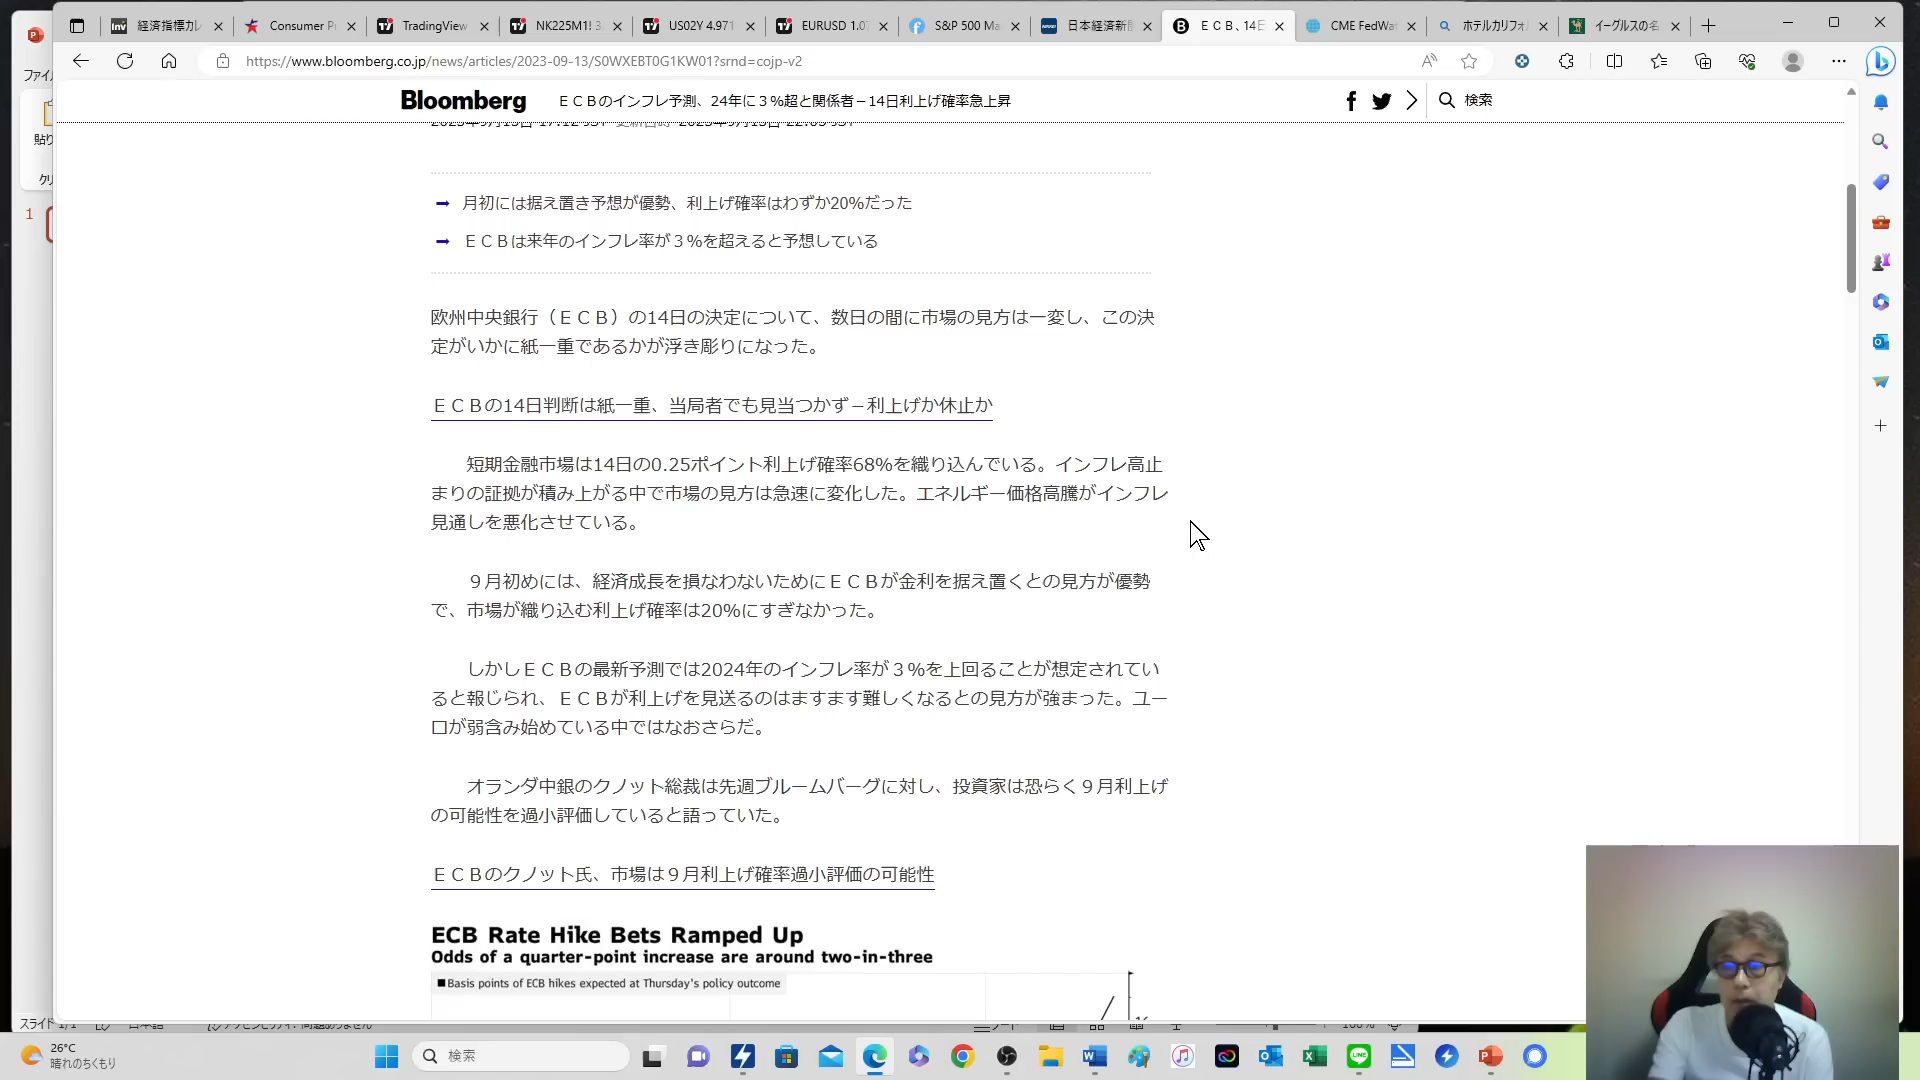 経済指標カレ
Consumer P
TradingView
NK225M1! 3
US02Y 4.971
EURUSD 1.0
S&P 500 Ma
日本経済新
ＥＣＢ、14
CME FedWa
ホテルカリフォ
イーグルスの名
https://www.bloomberg.co.jp/news/articles/2023-09-13/S0WXEBT0G1KW01?srnd=cojp-v2
ファイ
貼り
クリ
1
Bloomberg
ＥＣＢのインフレ予測、24年に３％超と関係者－14日利上げ確率急上昇
検索
月初には据え置き予想が優勢、利上げ確率はわずか20%だった
ＥＣＢは来年のインフレ率が３％を超えると予想している
欧州中央銀行（ＥＣＢ）の14日の決定について、数日の間に市場の見方は一変し、この決
定がいかに紙一重であるかが浮き彫りになった。
ＥＣＢの14日判断は紙一重、当局者でも見当つかず－利上げか休止か
短期金融市場は14日の0.25ポイント利上げ確率68%を織り込んでいる。インフレ高止
まりの証拠が積み上がる中で市場の見方は急速に変化した。エネルギー価格高騰がインフレ
見通しを悪化させている。
９月初めには、経済成長を損なわないためにＥＣＢが金利を据え置くとの見方が優勢
で、市場が織り込む利上げ確率は20%にすぎなかった。
しかしＥＣＢの最新予測では2024年のインフレ率が３％を上回ることが想定されてい
ると報じられ、ＥＣＢが利上げを見送るのはますます難しくなるとの見方が強まった。ユー
ロが弱含み始めている中ではなおさらだ。
オランダ中銀のクノット総裁は先週ブルームバーグに対し、投資家は恐らく９月利上げ
の可能性を過小評価していると語っていた。
ＥＣＢのクノット氏、市場は９月利上げ確率過小評価の可能性
ECB Rate Hike Bets Ramped Up
Odds of a quarter-point increase are around two-in-three
Basis points of ECB hikes expected at Thursday's policy outcome
26°C
晴れのちくもり
検索